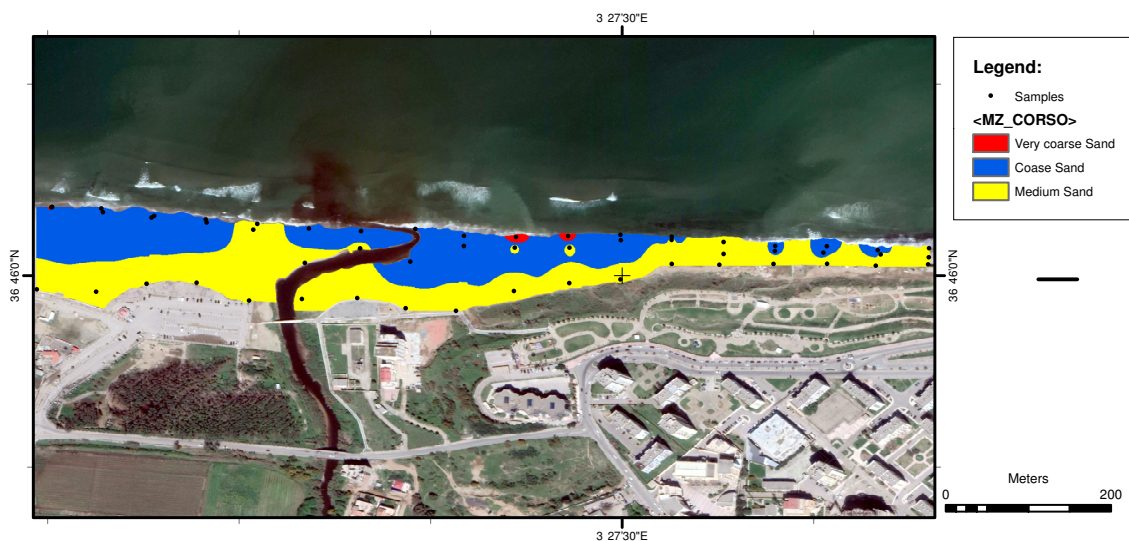 3 27'30"E
Legend:
Samples
<MZ_CORSO>
Very coarse Sand
Coase Sand
Medium Sand
36 46'0"N
36 46'0"N
Meters
0 200
3 27'30"E